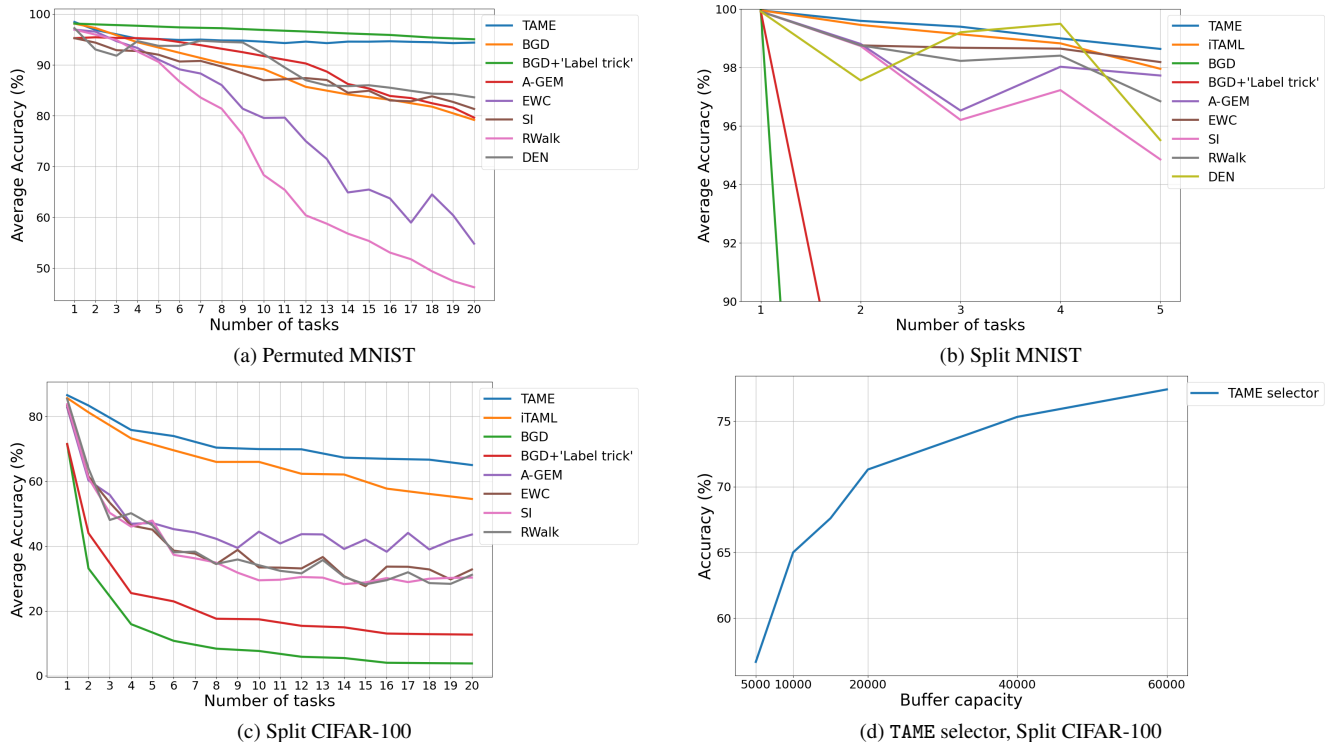 100
90
80
70
60
50
Average Accuracy (%)
1 2 3 4 5 6 7 8 9 10 11 12 13 14 15 16 17 18 19 20
Number of tasks
TAME
BGD
BGD+'Label trick'
A-GEM
EWC
SI
RWalk
DEN
(a) Permuted MNIST
100
98
96
94
92
90
Average Accuracy (%)
1 2 3 4 5
Number of tasks
TAME
iTAML
BGD
BGD+'Label trick'
A-GEM
EWC
SI
RWalk
DEN
(b) Split MNIST
80
60
40
20
0
Average Accuracy (%)
1 2 3 4 5 6 7 8 9 10 11 12 13 14 15 16 17 18 19 20
Number of tasks
TAME
iTAML
BGD
BGD+'Label trick'
A-GEM
EWC
SI
RWalk
(c) Split CIFAR-100
75
70
65
60
Accuracy (%)
5000 10000 20000 40000 60000
Buffer capacity
TAME selector
(d) TAME selector, Split CIFAR-100